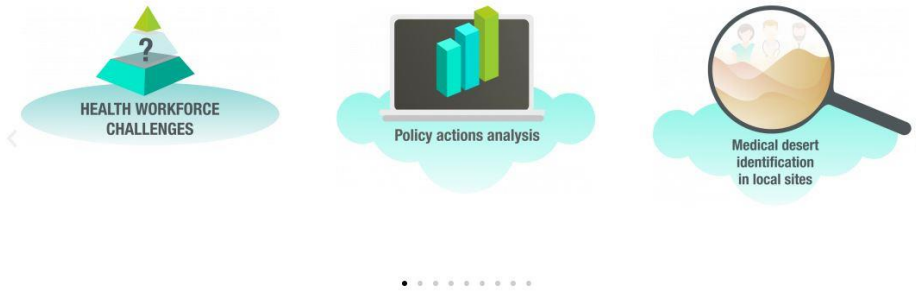 ?
HEALTH WORKFORCE
CHALLENGES
Policy actions analysis
Medical desert
identification
in local sites